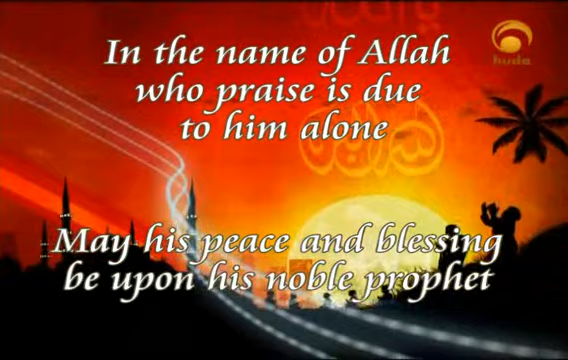 In the name of Allah
who praise is due
to him alone
huda
May his peace and blessing
be upon his noble prophet